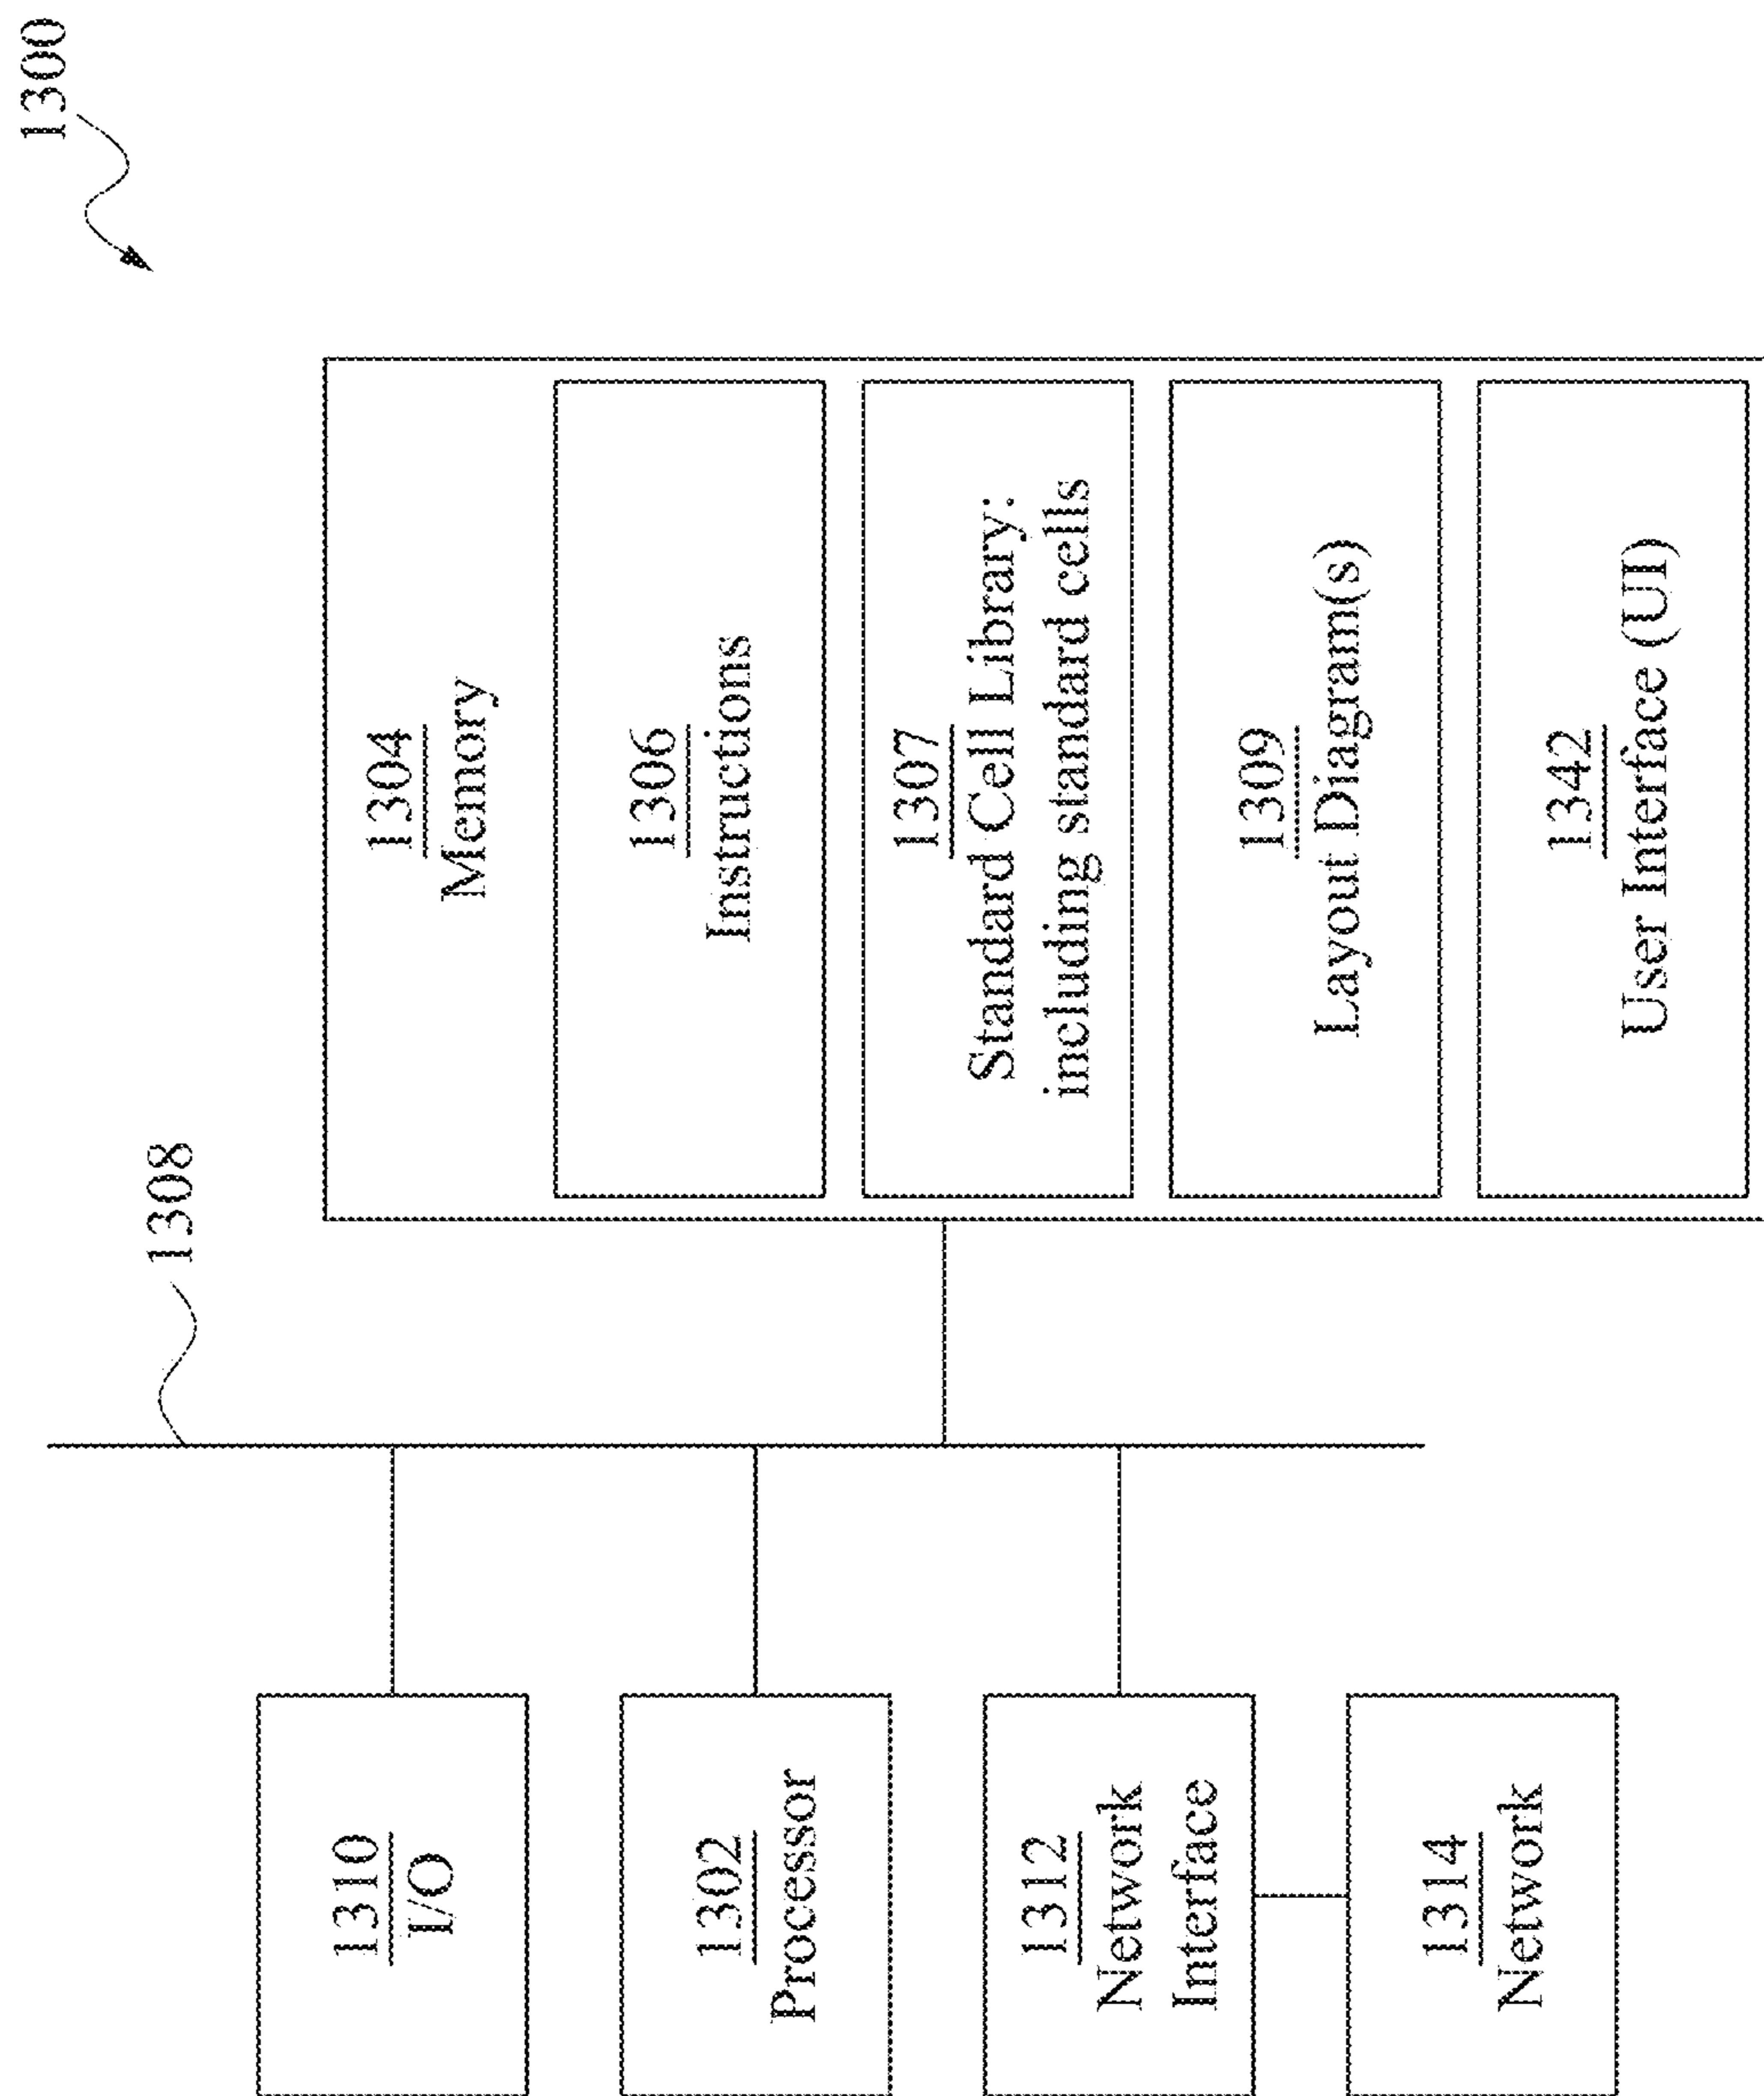 1300
1308
1310
I/O
1302
Processor
1312
Network
Interface
1314
Network
1304
Memory
1306
Instructions
1307
Standard Cell Library:
including standard cells
1309
Layout Diagram(s)
1342
User Interface (UI)